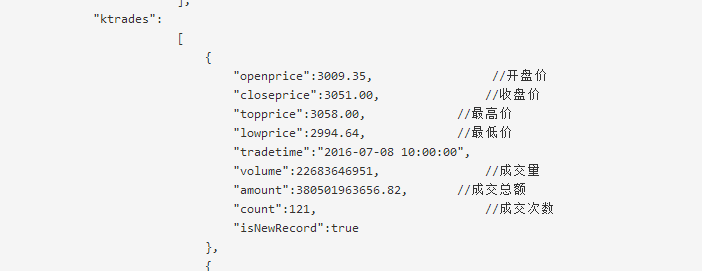 ],
"ktrades":
[
{
"openprice":3009.35, //开盘价
"closeprice":3051.00, //收盘价
"topprice":3058.00, //最高价
"lowprice":2994.64, //最低价
"tradetime":"2016-07-08 10:00:00",
"volume":22683646951, //成交量
"amount":380501963656.82, //成交总额
"count":121, //成交次数
"isNewRecord":true
},
{